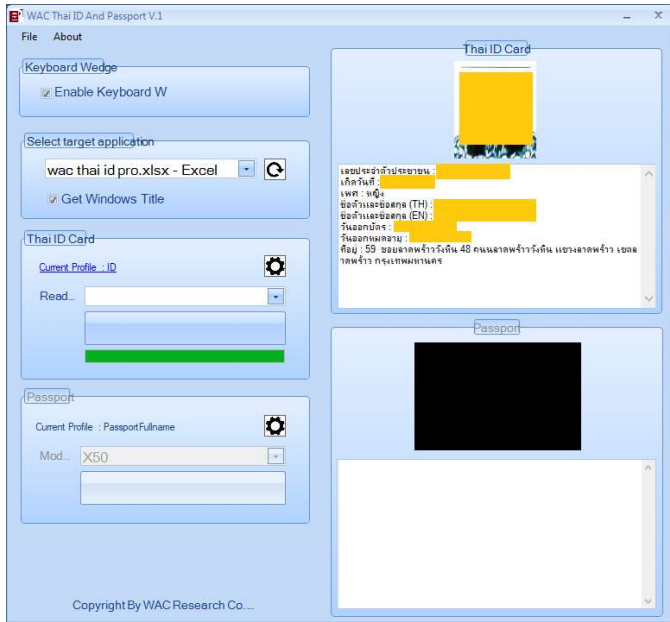 WAC Thai ID And Passport V.1
File About
Keyboard Wedge
Enable Keyboard W
Select target application
wac thai id pro.xlsx - Excel
Get Windows Title
Thai ID Card
Current Profile : ID
Read...
Passport
Current Profile : PassportFullname
Mod... X50
Copyright By WAC Research Co....
Thai ID Card
เลขประจำตัวประชาชน :
เกิดวันที่ :
เพศ : หญิง
ชื่อตัวและชื่อสกุล (TH) :
ชื่อตัวและชื่อสกุล (EN) :
วันออกบัตร :
วันออกหมดอายุ :
ที่อยู่ : 59 ซอยลาดพร้าววังหิน 48 ถนนลาดพร้าววังหิน แขวงลาดพร้าว เขตล
าดพร้าว กรุงเทพมหานคร
Passport